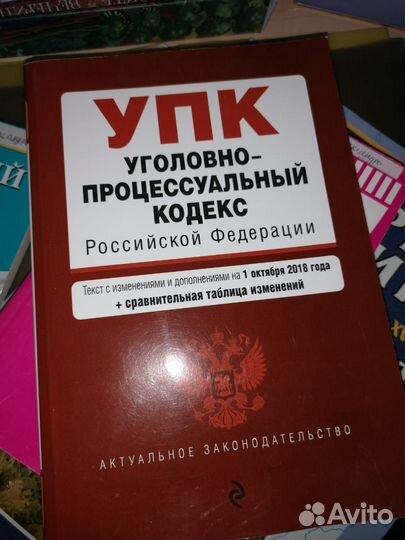 УПК
УГОЛОВНО-
ПРОЦЕССУАЛЬНЫЙ
КОДЕКС
Российской Федерации
Текст с изменениями и дополнениями на 1 октября 2018 года
+ сравнительная таблица изменений
АКТУАЛЬНОЕ ЗАКОНОДАТЕЛЬСТВО
Avito